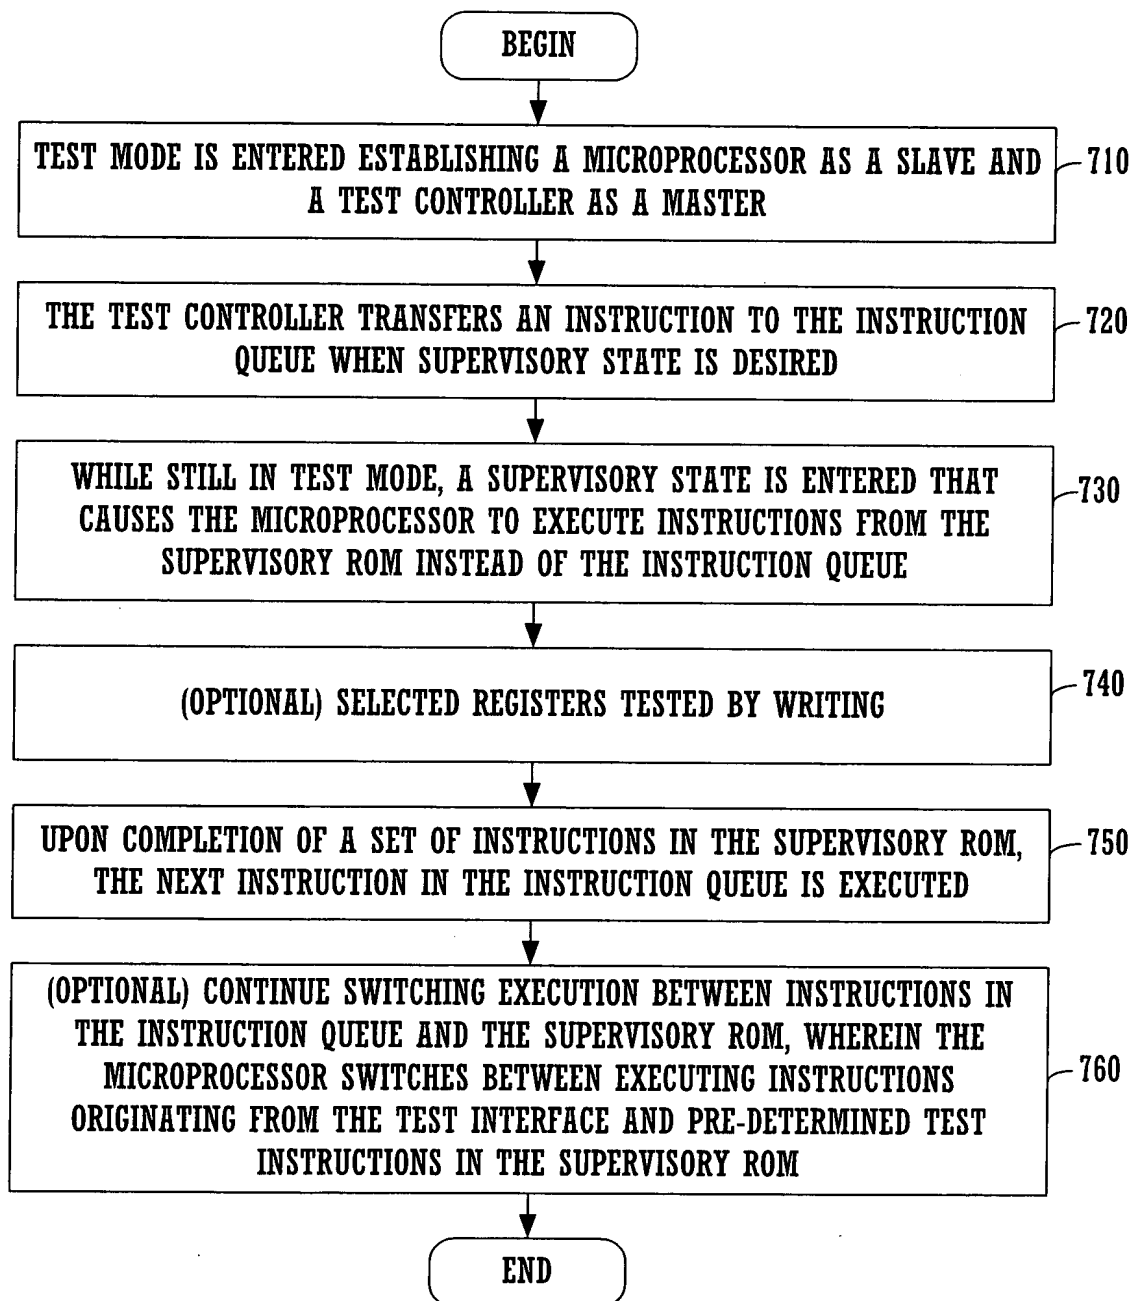 BEGIN
TEST MODE IS ENTERED ESTABLISHING A MICROPROCESSOR AS A SLAVE AND
A TEST CONTROLLER AS A MASTER
710
THE TEST CONTROLLER TRANSFERS AN INSTRUCTION TO THE INSTRUCTION
QUEUE WHEN SUPERVISORY STATE IS DESIRED
720
WHILE STILL IN TEST MODE, A SUPERVISORY STATE IS ENTERED THAT
CAUSES THE MICROPROCESSOR TO EXECUTE INSTRUCTIONS FROM THE
SUPERVISORY ROM INSTEAD OF THE INSTRUCTION QUEUE
730
(OPTIONAL) SELECTED REGISTERS TESTED BY WRITING
740
UPON COMPLETION OF A SET OF INSTRUCTIONS IN THE SUPERVISORY ROM,
THE NEXT INSTRUCTION IN THE INSTRUCTION QUEUE IS EXECUTED
750
(OPTIONAL) CONTINUE SWITCHING EXECUTION BETWEEN INSTRUCTIONS IN
THE INSTRUCTION QUEUE AND THE SUPERVISORY ROM, WHEREIN THE
MICROPROCESSOR SWITCHES BETWEEN EXECUTING INSTRUCTIONS
ORIGINATING FROM THE TEST INTERFACE AND PRE-DETERMINED TEST
INSTRUCTIONS IN THE SUPERVISORY ROM
760
END